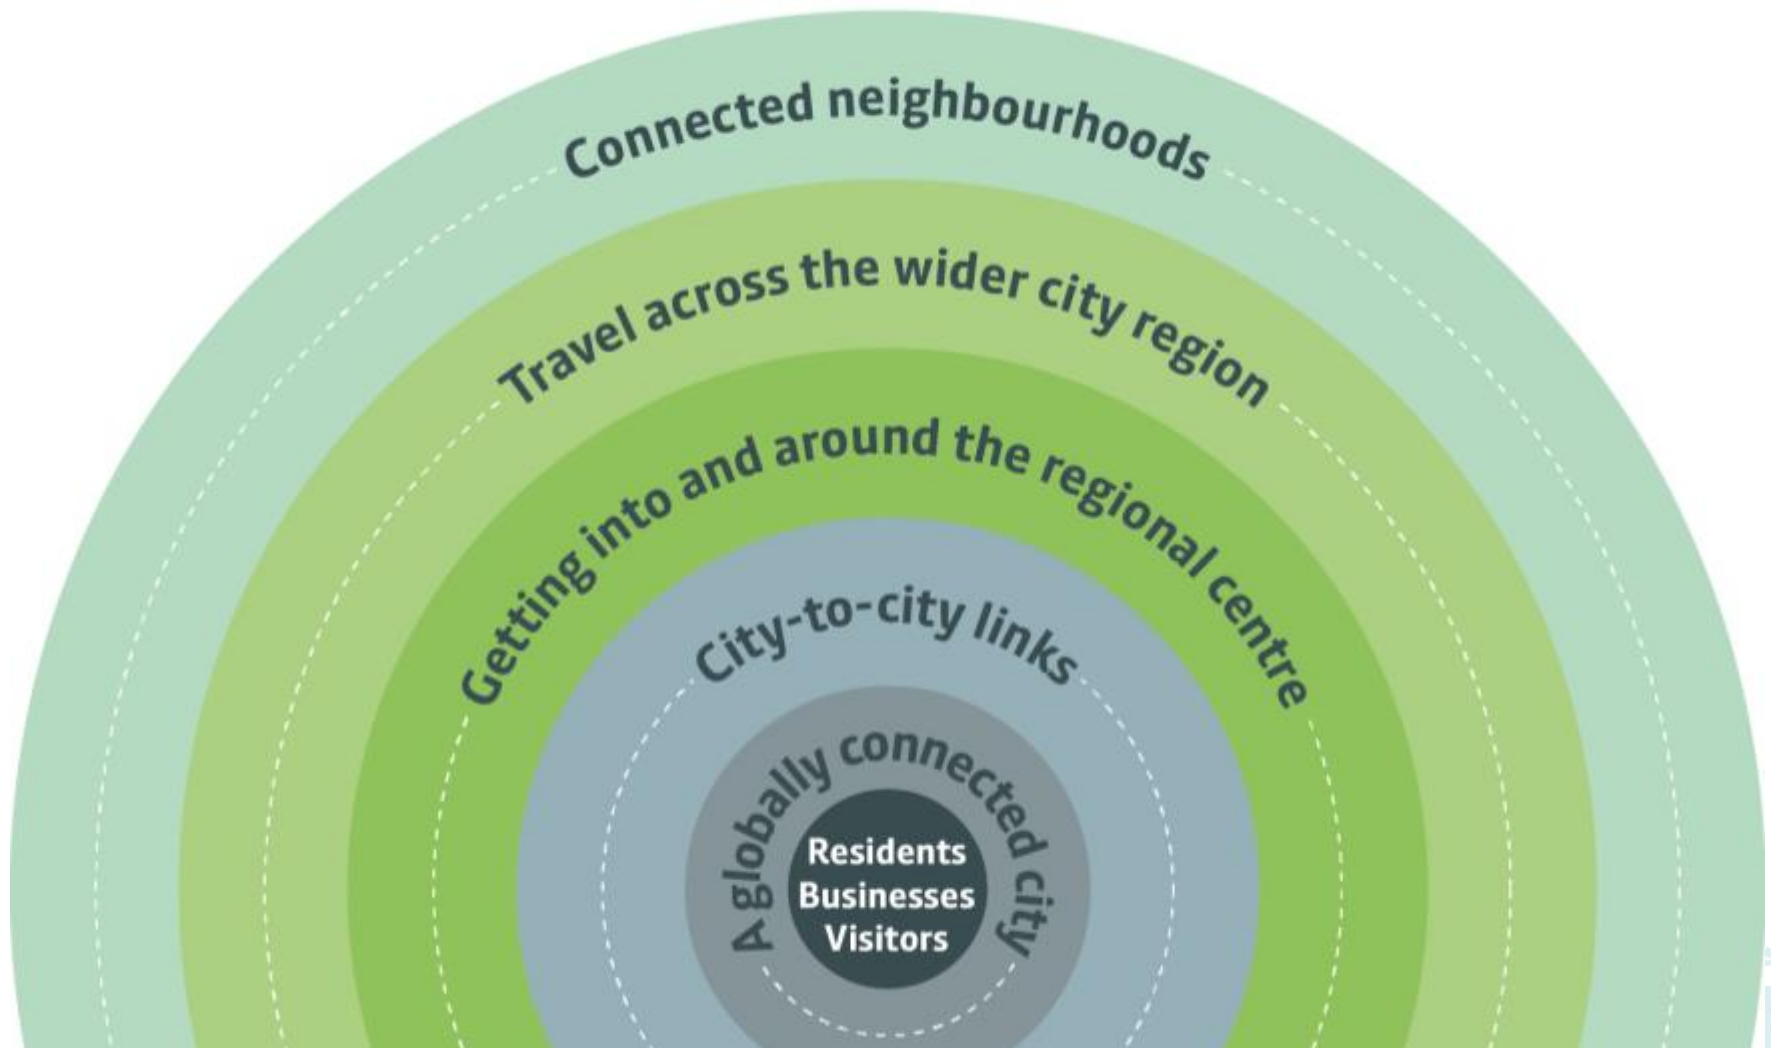 Connected neighbourhoods
Travel across the wider city region
Getting into and around the regional centre
City-to-city links
A globally connected city
Residents
Businesses
Visitors